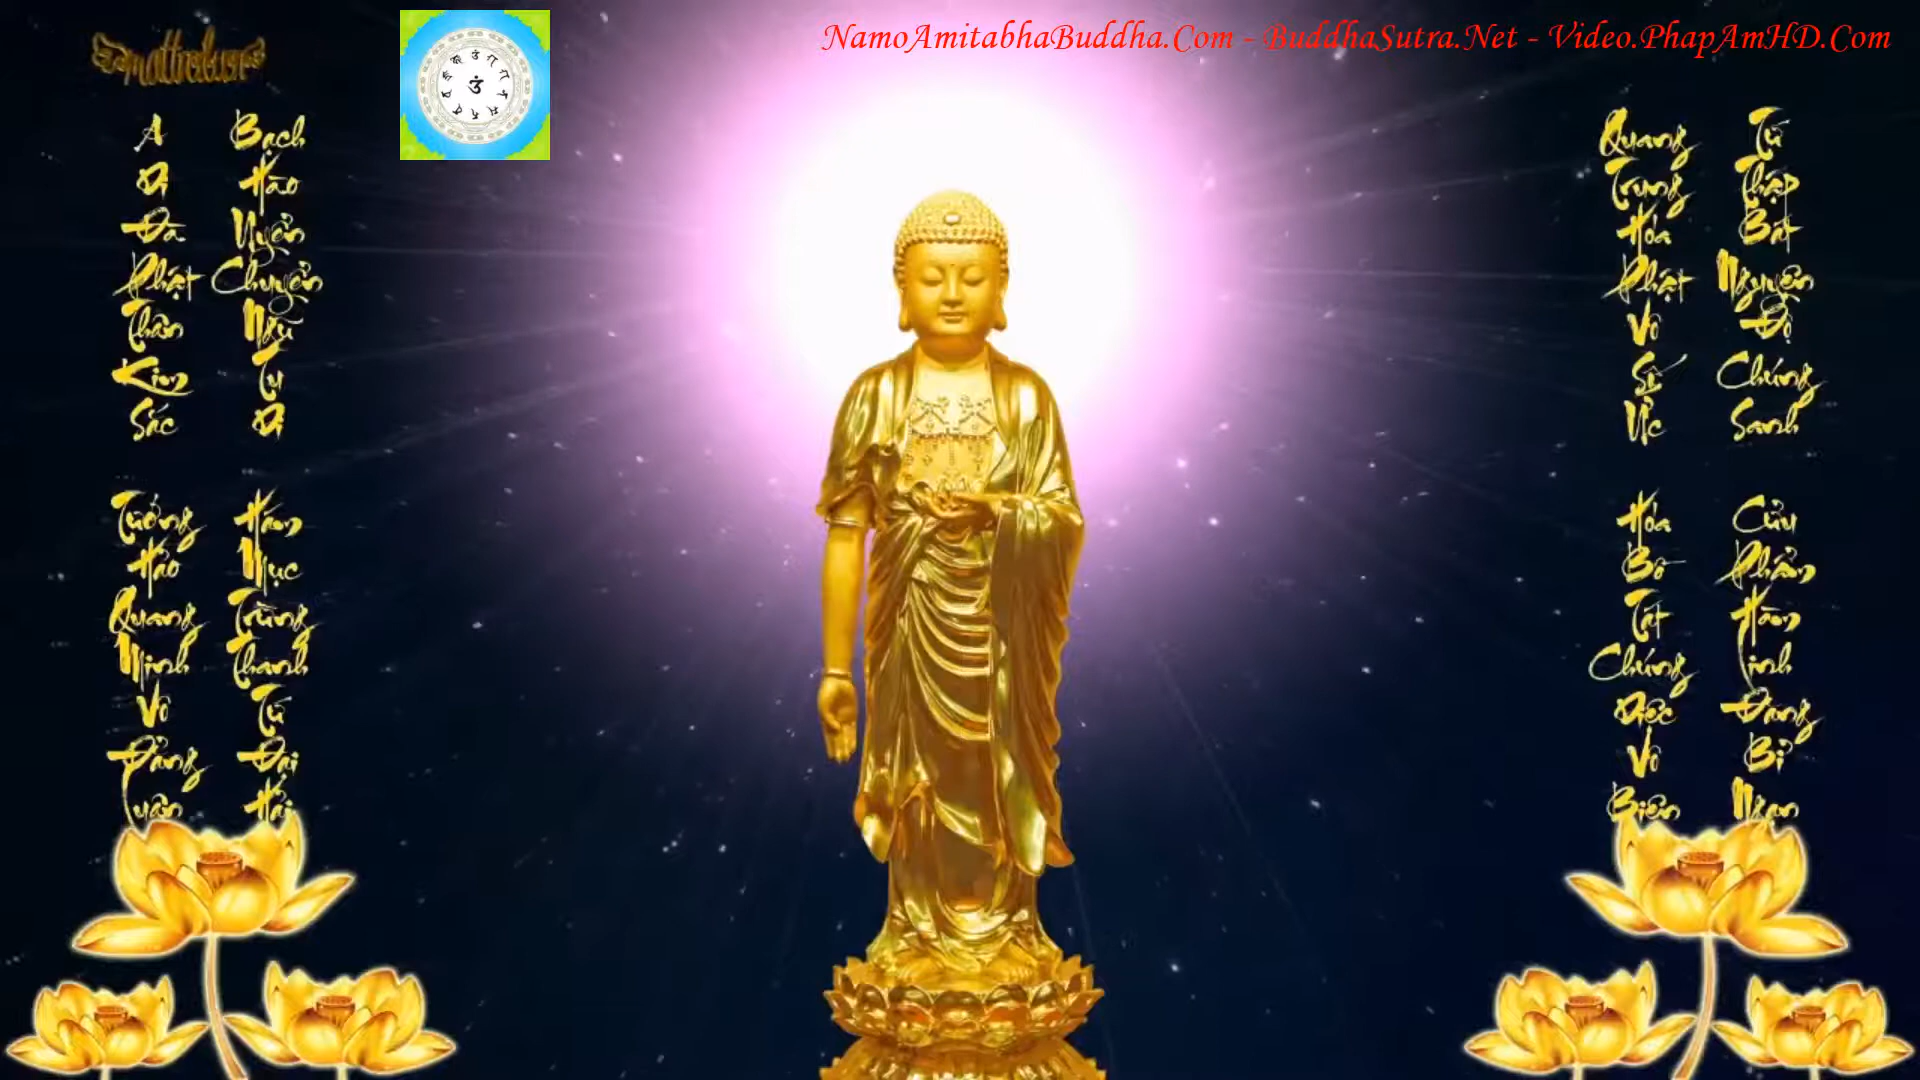 NamoAmitabhaBuddha.Com - BuddhaSutra.Net - Video.PhapAmHD.Com
A Di Đà Phật Thân Kim Sắc
Tướng Hảo Quang Minh Vô Đẳng Luân
Bạch Hào Uyển Chuyển Ngũ Tu Di
Hám Mục Trừng Thanh Tứ Đại Hải
Quang Trung Hóa Phật Vô Số Ức
Hóa Bồ Tát Chúng Diệc Vô Biên
Tứ Thập Bát Nguyện Độ Chúng Sanh
Cửu Phẩm Hàm Linh Đăng Bỉ Ngạn